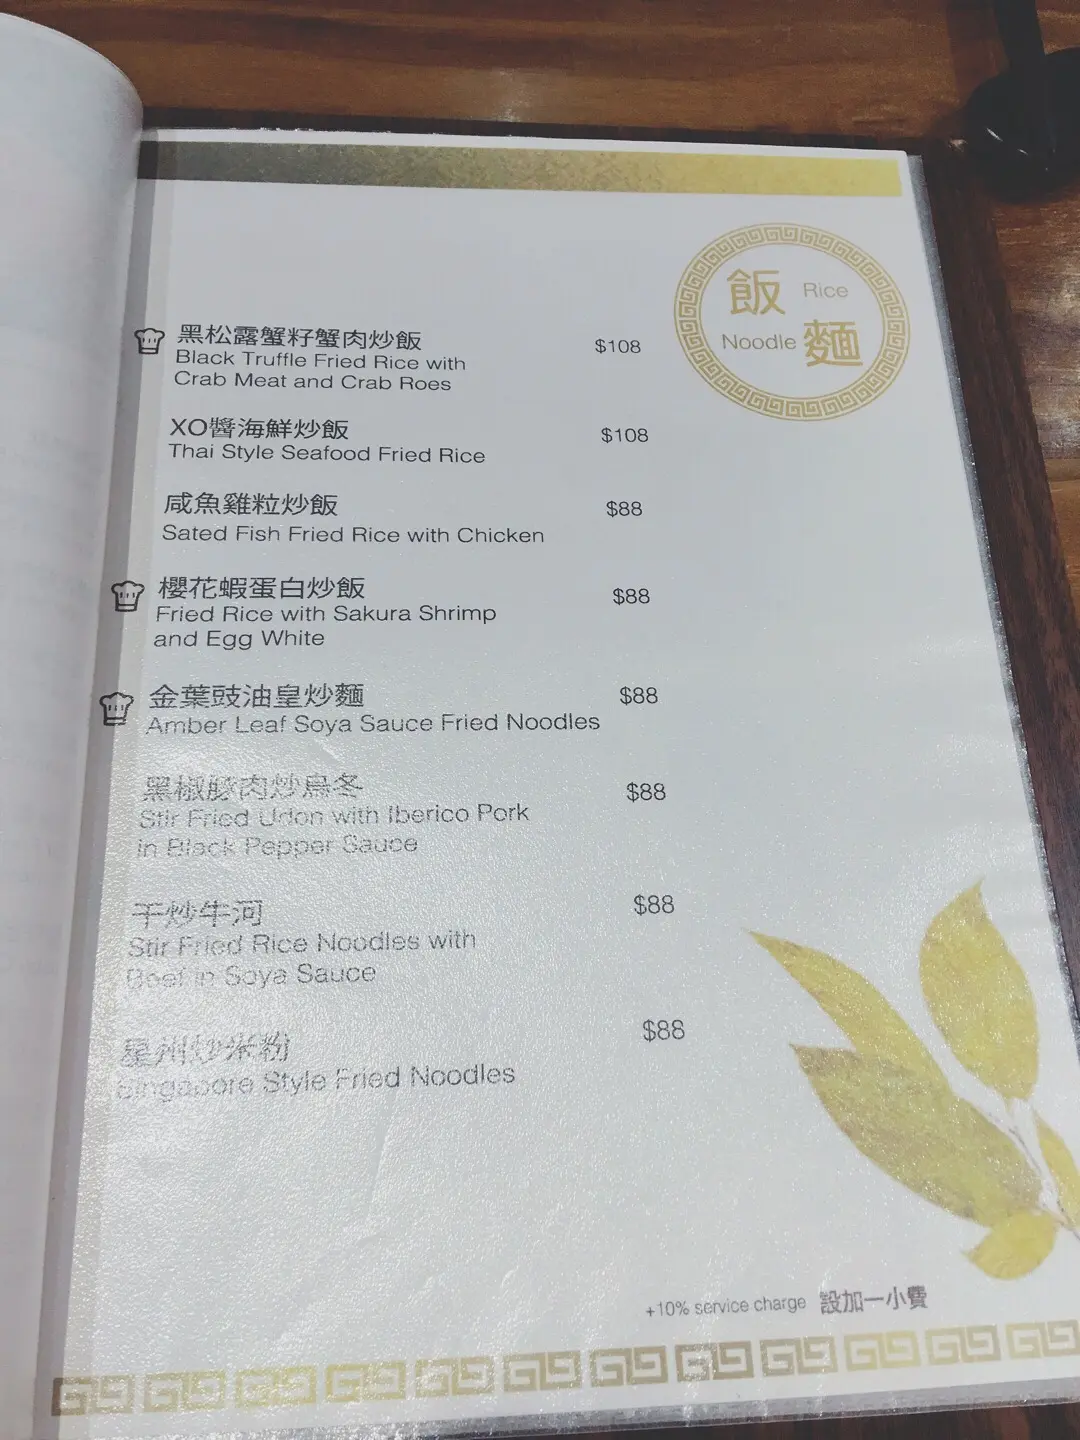 飯 Rice
Noodle 麵
黑松露蟹籽蟹肉炒飯 $108
Black Truffle Fried Rice with
Crab Meat and Crab Roes
XO醬海鮮炒飯 $108
Thai Style Seafood Fried Rice
咸魚雞粒炒飯 $88
Sated Fish Fried Rice with Chicken
櫻花蝦蛋白炒飯 $88
Fried Rice with Sakura Shrimp
and Egg White
金葉豉油皇炒麵 $88
Amber Leaf Soya Sauce Fried Noodles
黑椒豚肉炒烏冬 $88
Stir Fried Udon with Iberico Pork
in Black Pepper Sauce
干炒牛河 $88
Stir Fried Rice Noodles with
Beef in Soya Sauce
星州炒米粉 $88
Singapore Style Fried Noodles
+10% service charge 設加一小費